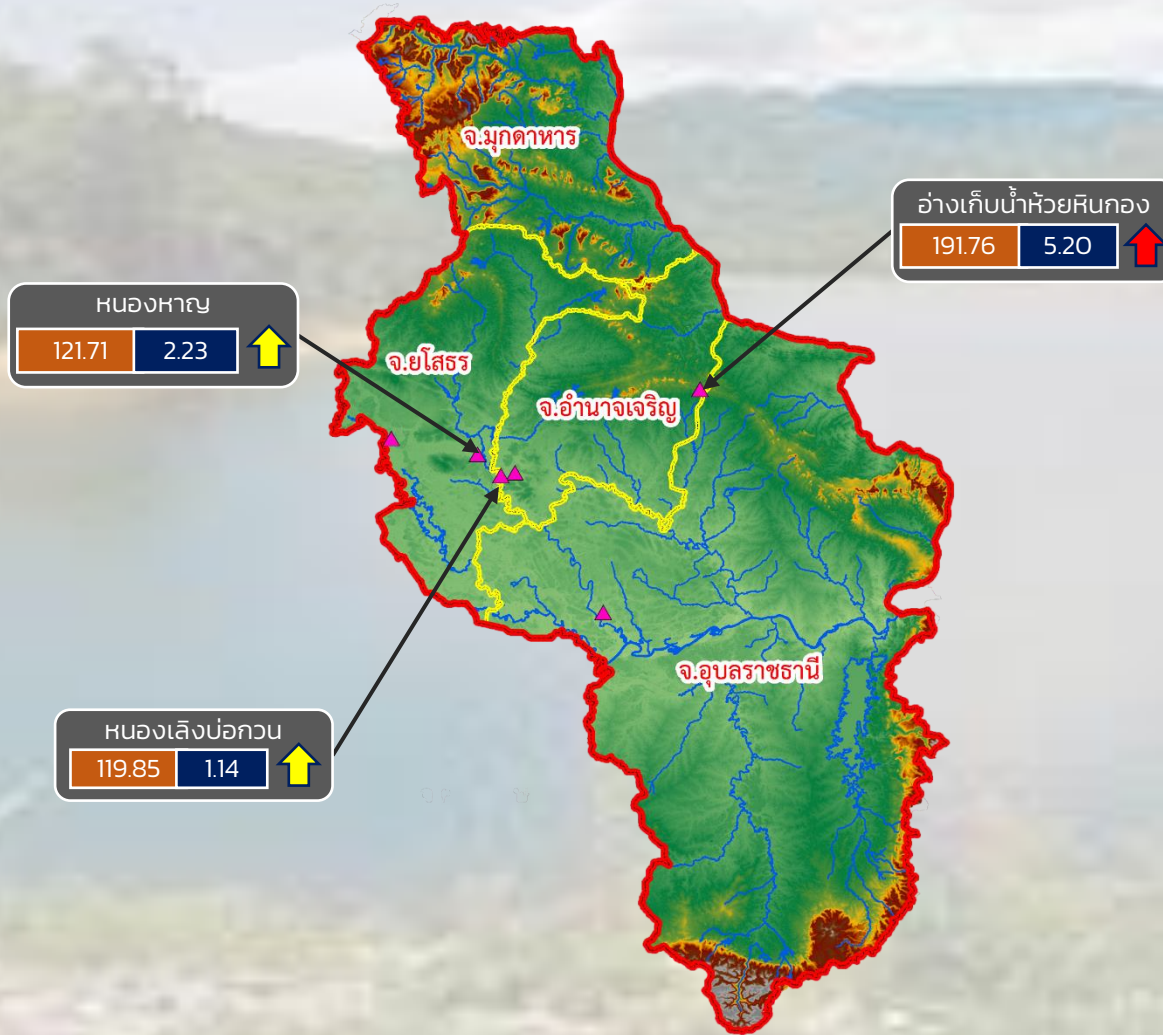 จ.มุกดาหาร
อ่างเก็บน้ำห้วยหินกอง
191.76 5.20
หนองหาญ
121.71 2.23
จ.ยโสธร
จ.อำนาจเจริญ
จ.อุบลราชธานี
หนองเลิงบ่อกวน
119.85 1.14